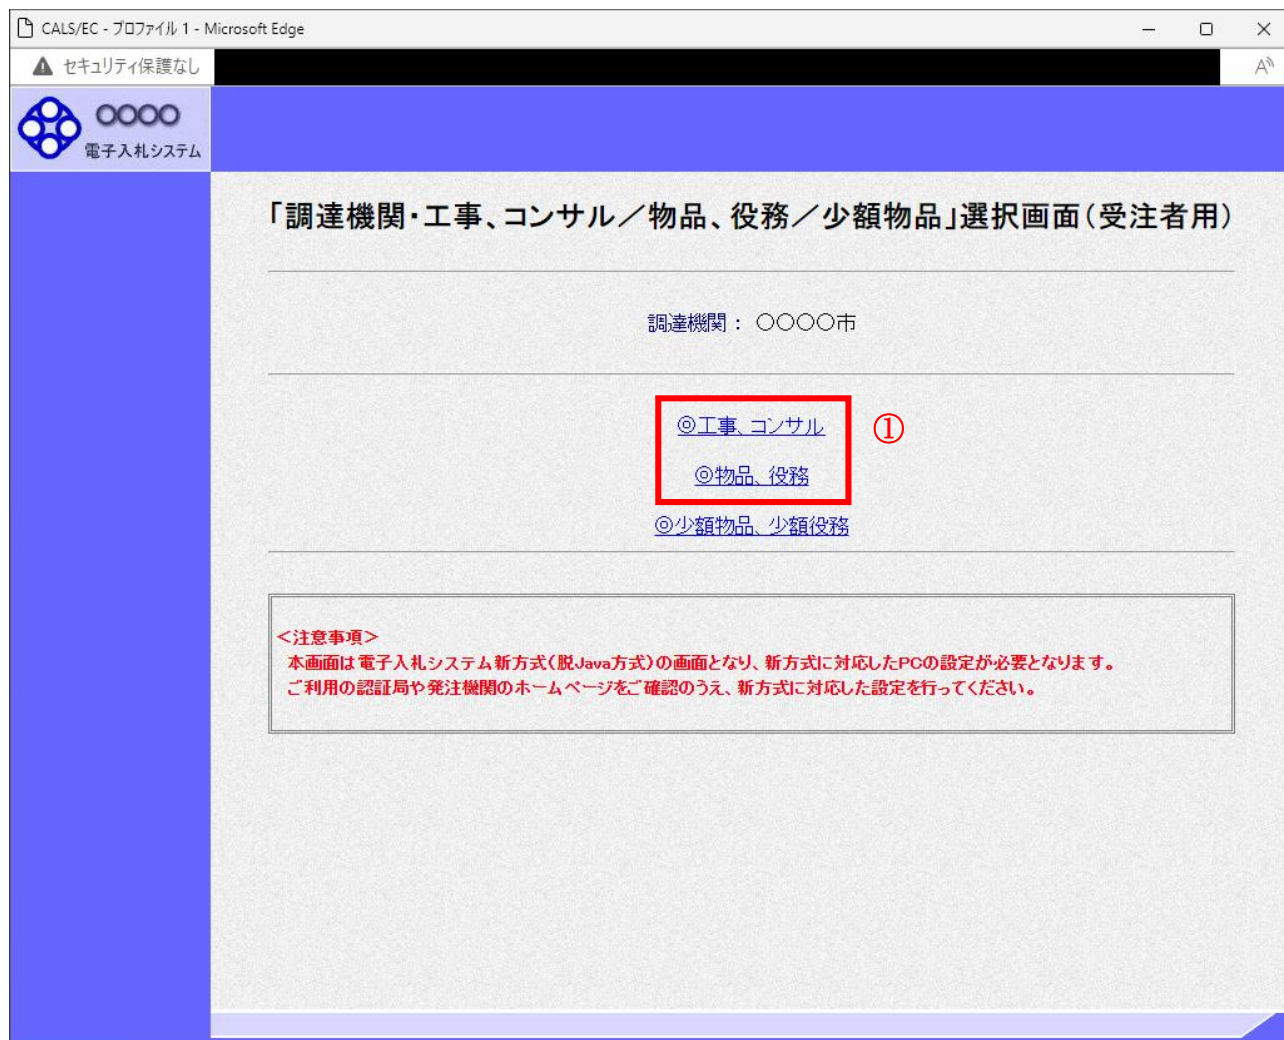 CALS/EC - プロファイル 1 - Microsoft Edge
セキュリティ保護なし
○○○○
電子入札システム
「調達機関・工事、コンサル／物品、役務／少額物品」選択画面（受注者用）
調達機関： ○○○○市
◎工事、コンサル
①
◎物品、役務
◎少額物品、少額役務
＜注意事項＞
本画面は電子入札システム新方式（脱Java方式）の画面となり、新方式に対応したPCの設定が必要となります。
ご利用の認証局や発注機関のホームページをご確認のうえ、新方式に対応した設定を行ってください。